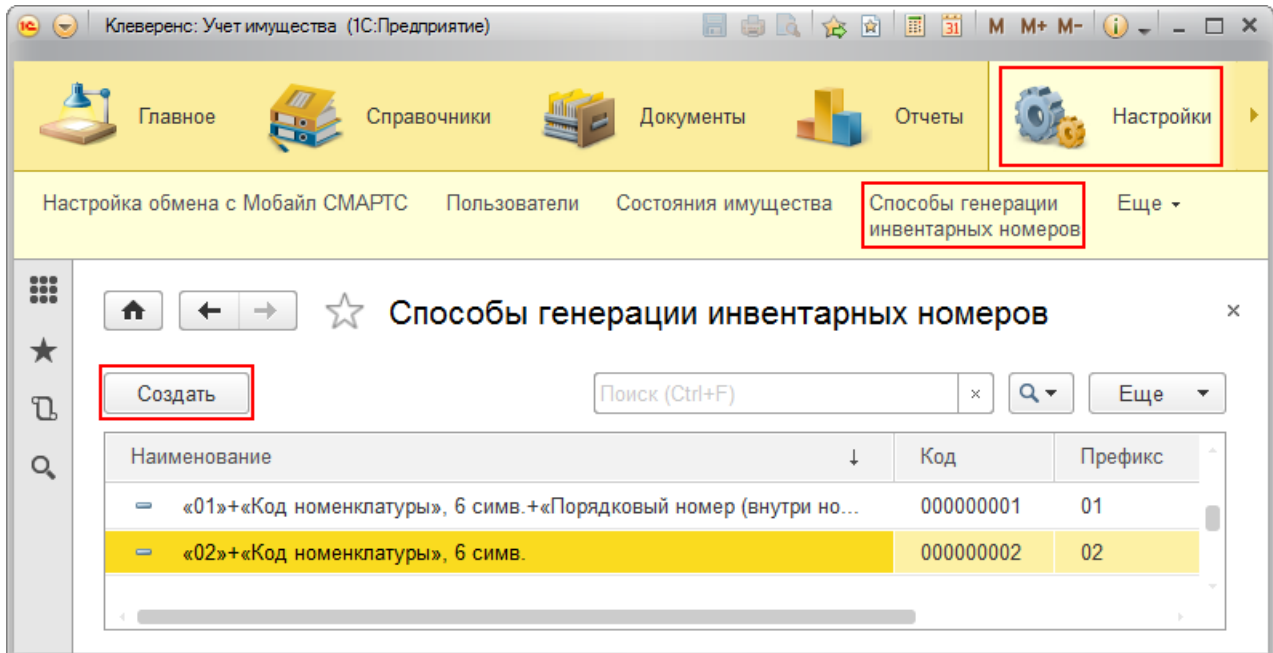 1С Клеверенс: Учет имущества (1С:Предприятие) 31 M M+ M-
Главное Справочники Документы Отчеты Настройки
Настройка обмена с Мобайл СМАРТС Пользователи Состояния имущества Способы генерации Еще
инвентарных номеров
Способы генерации инвентарных номеров
Создать Поиск (Ctrl+F) Еще
Наименование Код Префикс
«01»+«Код номенклатуры», 6 симв.+«Порядковый номер (внутри но... 000000001 01
«02»+«Код номенклатуры», 6 симв. 000000002 02